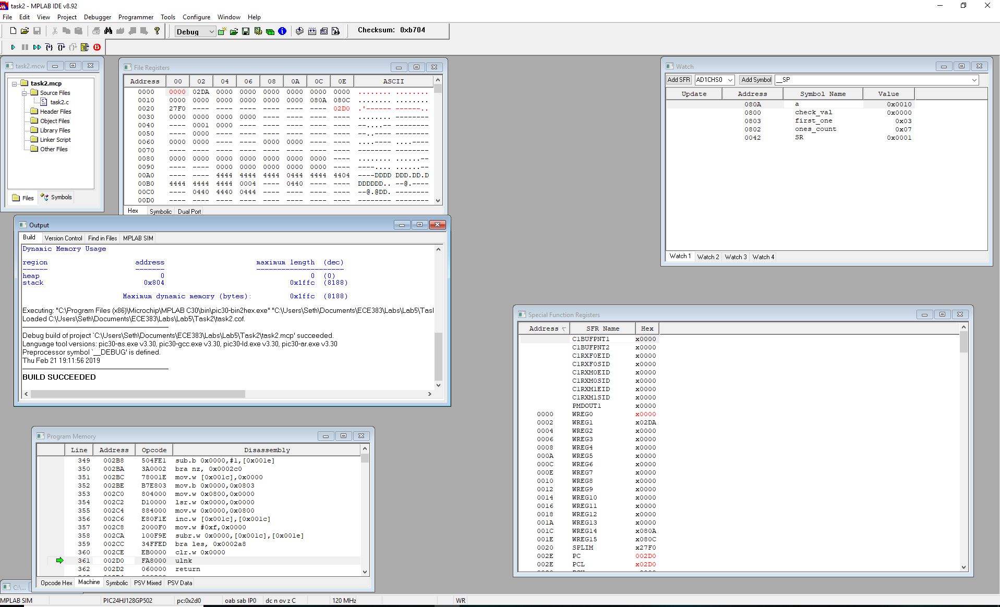 task2 - MPLAB IDE v8.92
File Edit View Project Debugger Programmer Tools Configure Window Help
Debug Checksum: 0xb704
task2.mcw
task2.mcp
Source Files
task2.c
Header Files
Object Files
Library Files
Linker Script
Other Files
Files Symbols
File Registers
Address 00 02 04 06 08 0A 0C 0E ASCII
0000 0000 02DA 0000 0000 0000 0000 0000 0000 ........ ........
0010 0000 0000 0000 0000 0000 0000 080A 080C ........ ........
0020 27F0 ---- ---- ---- ---- ---- ---- 02D0 .'------ ------..
0030 0000 0000 0000 0000 ---- ---- ---- ---- ........ --------
0040 ---- 0001 0000 ---- ---- ---- ---- ---- --....-- --------
0050 ---- 0000 ---- ---- ---- ---- ---- ---- --..---- --------
0060 0000 0000 ---- ---- 0000 0000 ---- ---- ....---- ....----
0070 ---- ---- ---- ---- ---- ---- ---- ---- -------- --------
0080 0000 0000 0000 0000 0000 0000 0000 ---- ........ ......--
0090 ---- ---- 0000 0000 0000 0000 0000 ---- ----.... ......--
00A0 ---- ---- 4444 4444 4444 0444 4444 4404 ----DDDD DDD.DD.D
00B0 4444 4444 4444 0004 ---- 0440 ---- ---- DDDDDD.. --@.----
00C0 ---- 0440 4440 0444 ---- ---- ---- ---- --@.@DD. --------
00D0 ---- ---- ---- ---- ---- ---- ---- ---- -------- --------
Hex Symbolic Dual Port
Output
Build Version Control Find in Files MPLAB SIM
Dynamic Memory Usage
region address maximum length (dec)
------ ------- ---------------------
heap 0 0 (0)
stack 0x804 0x1ffc (8188)
Maximum dynamic memory (bytes): 0x1ffc (8188)
Executing: "C:\Program Files (x86)\Microchip\MPLAB C30\bin\pic30-bin2hex.exe" "C:\Users\Seth\Documents\ECE383\Labs\Lab5\Tas
Loaded C:\Users\Seth\Documents\ECE383\Labs\Lab5\Task2\task2.cof.
Debug build of project `C:\Users\Seth\Documents\ECE383\Labs\Lab5\Task2\task2.mcp' succeeded.
Language tool versions: pic30-as.exe v3.30, pic30-gcc.exe v3.30, pic30-ld.exe v3.30, pic30-ar.exe v3.30
Preprocessor symbol `__DEBUG' is defined.
Thu Feb 21 19:11:56 2019
BUILD SUCCEEDED
Program Memory
Line Address Opcode Disassembly
349 002B8 504FE1 sub.b 0x0000,#1,[0x001e]
350 002BA 3A0002 bra nz, 0x0002c0
351 002BC 78001E mov.w [0x001c],0x0000
352 002BE B7E803 mov.b 0x0000,0x0803
353 002C0 804000 mov.w 0x0800,0x0000
354 002C2 D10000 lsr.w 0x0000,0x0000
355 002C4 884000 mov.w 0x0000,0x0800
356 002C6 E80F1E inc.w [0x001c],[0x001c]
357 002C8 2000F0 mov.w #0xf,0x0000
358 002CA 100F9E subr.w 0x0000,[0x001c],[0x001e]
359 002CC 34FFED bra les, 0x0002a8
360 002CE EB0000 clr.w 0x0000
361 002D0 FA8000 ulnk
362 002D2 060000 return
Opcode Hex Machine Symbolic PSV Mixed PSV Data
C:\...
Watch
Add SFR AD1CHS0 Add Symbol __SP
Update Address Symbol Name Value
080A a 0x0010
0800 check_val 0x0000
0803 first_one 0x03
0802 ones_count 0x07
0042 SR 0x0001
Watch 1 Watch 2 Watch 3 Watch 4
Special Function Registers
Address SFR Name Hex
C1BUFPNT1 x0000
C1BUFPNT2 x0000
C1RXF0EID x0000
C1RXF0SID x0000
C1RXM0EID x0000
C1RXM0SID x0000
C1RXM1EID x0000
C1RXM1SID x0000
PMDOUT1 x0000
0000 WREG0 x0000
0002 WREG1 x02DA
0004 WREG2 x0000
0006 WREG3 x0000
0008 WREG4 x0000
000A WREG5 x0000
000C WREG6 x0000
000E WREG7 x0000
0010 WREG8 x0000
0012 WREG9 x0000
0014 WREG10 x0000
0016 WREG11 x0000
0018 WREG12 x0000
001A WREG13 x0000
001C WREG14 x080A
001E WREG15 x080C
0020 SPLIM x27F0
002E PC 002D0
002E PCL x02D0
MPLAB SIM PIC24HJ128GP502 pc:0x2d0 oab sab IP0 dc n ov z C 120 MHz WR